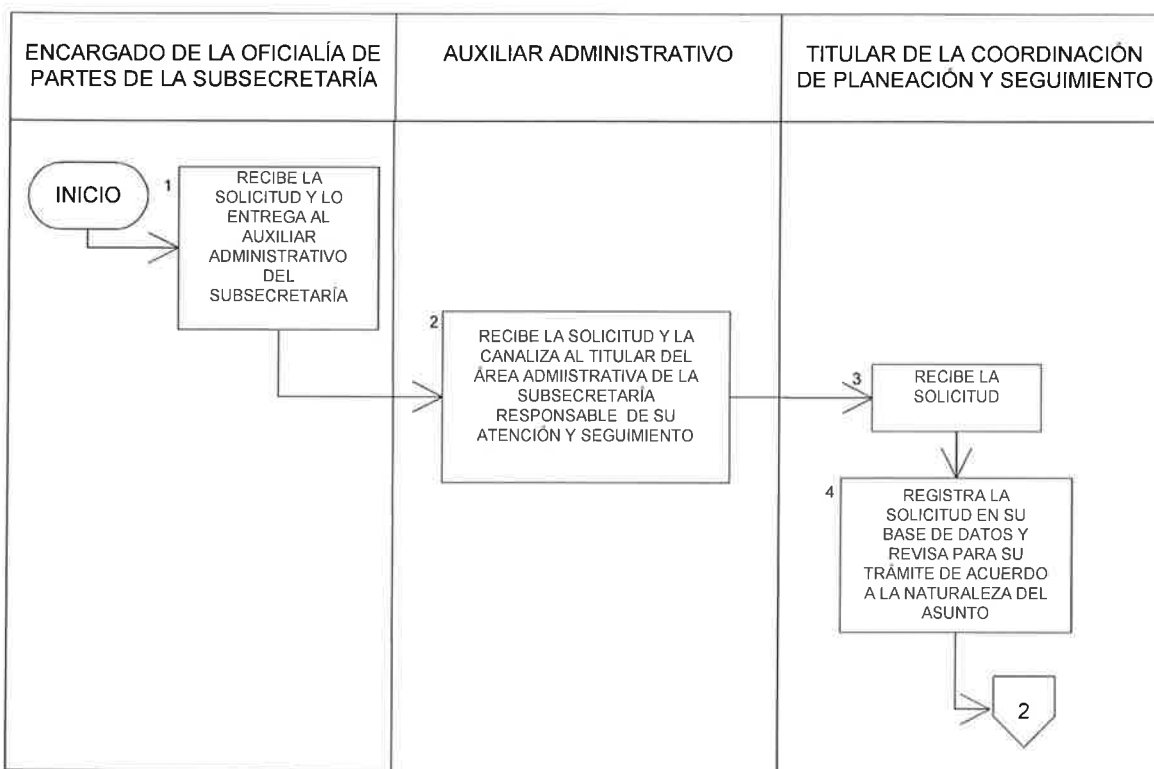 ENCARGADO DE LA OFICIALÍA DE
PARTES DE LA SUBSECRETARÍA
AUXILIAR ADMINISTRATIVO
TITULAR DE LA COORDINACIÓN
DE PLANEACIÓN Y SEGUIMIENTO
INICIO
1
RECIBE LA
SOLICITUD Y LO
ENTREGA AL
AUXILIAR
ADMINISTRATIVO
DEL
SUBSECRETARÍA
2
RECIBE LA SOLICITUD Y LA
CANALIZA AL TITULAR DEL
ÁREA ADMIISTRATIVA DE LA
SUBSECRETARÍA
RESPONSABLE DE SU
ATENCIÓN Y SEGUIMIENTO
3
RECIBE LA
SOLICITUD
4
REGISTRA LA
SOLICITUD EN SU
BASE DE DATOS Y
REVISA PARA SU
TRÁMITE DE ACUERDO
A LA NATURALEZA DEL
ASUNTO
2